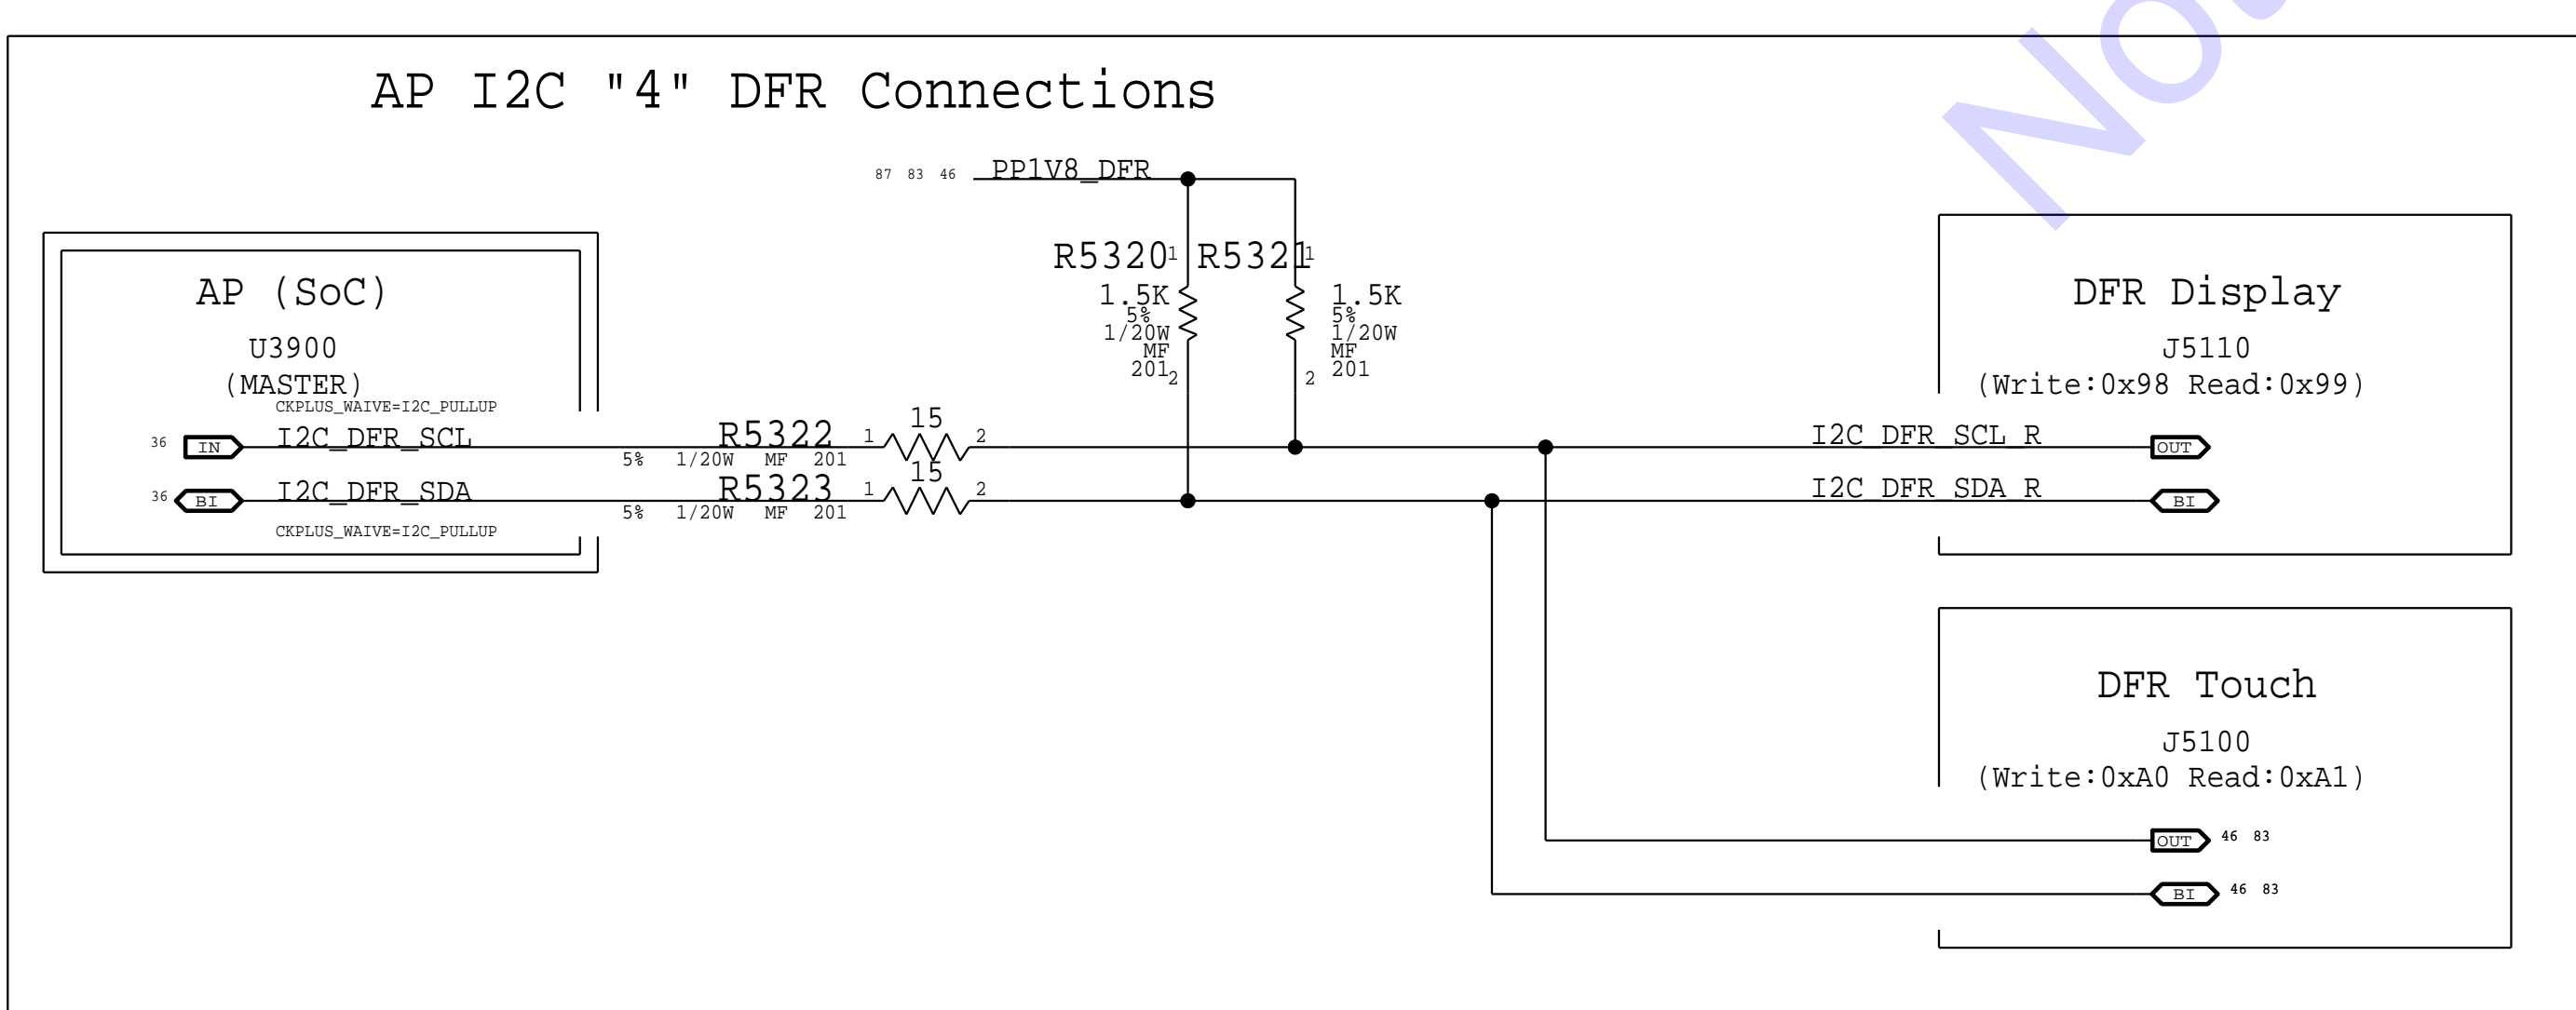 AP I2C "4" DFR Connections
87 83 46 PP1V8_DFR
R5320 1
1.5K
5%
1/20W
MF
201
2
R5321 1
1.5K
5%
1/20W
MF
201
2
AP (SoC)
U3900
(MASTER)
CKPLUS_WAIVE=I2C_PULLUP
36 IN I2C_DFR_SCL
R5322 1 15 2
5% 1/20W MF 201
36 BI I2C_DFR_SDA
R5323 1 15 2
5% 1/20W MF 201
CKPLUS_WAIVE=I2C_PULLUP
DFR Display
J5110
(Write:0x98 Read:0x99)
I2C_DFR_SCL_R OUT
I2C_DFR_SDA_R BI
DFR Touch
J5100
(Write:0xA0 Read:0xA1)
OUT 46 83
BI 46 83